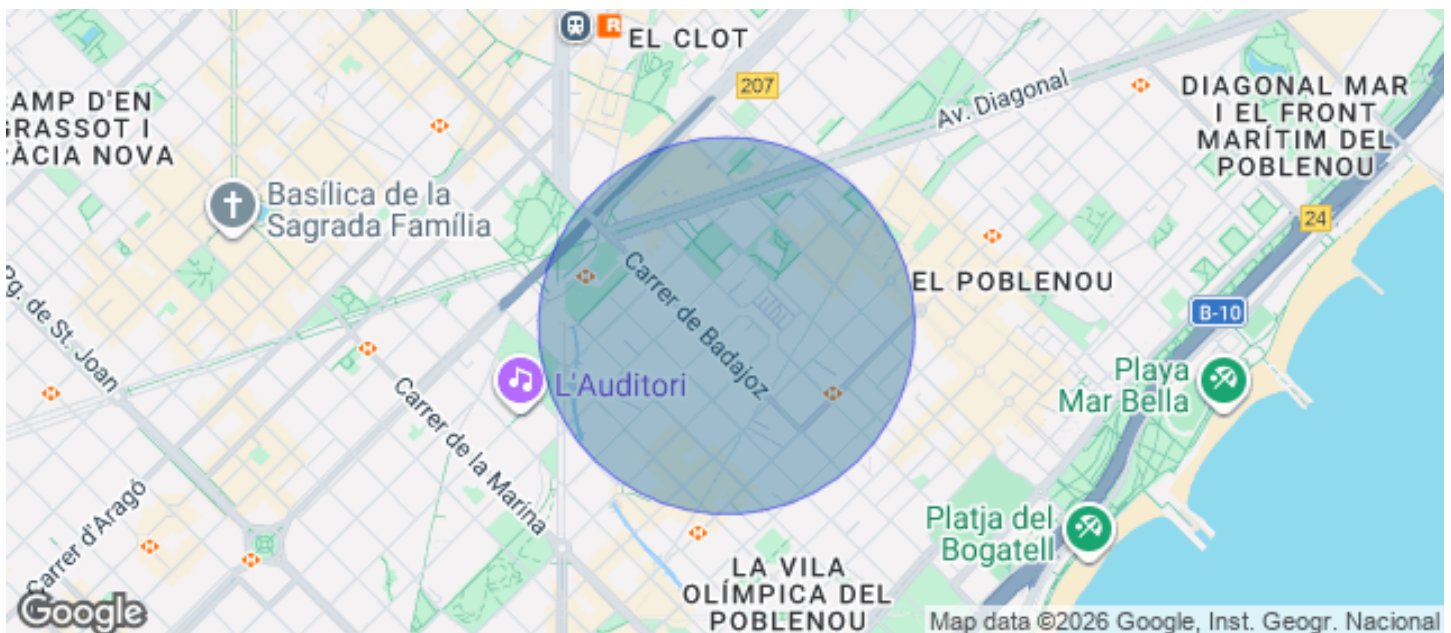 EL CLOT
207
AMP D'EN
GRASSOT I
RÀCIA NOVA
Av. Diagonal
DIAGONAL MAR
I EL FRONT
MARÍTIM DEL
POBLENOU
Basílica de la
Sagrada Família
24
Carrer de Badajoz
EL POBLENOU
B-10
Pg. de St. Joan
L'Auditori
Playa
Mar Bella
Carrer de la Marina
Carrer d'Aragó
Platja del
Bogatell
LA VILA
OLÍMPICA DEL
POBLENOU
Google
Map data ©2026 Google, Inst. Geogr. Nacional